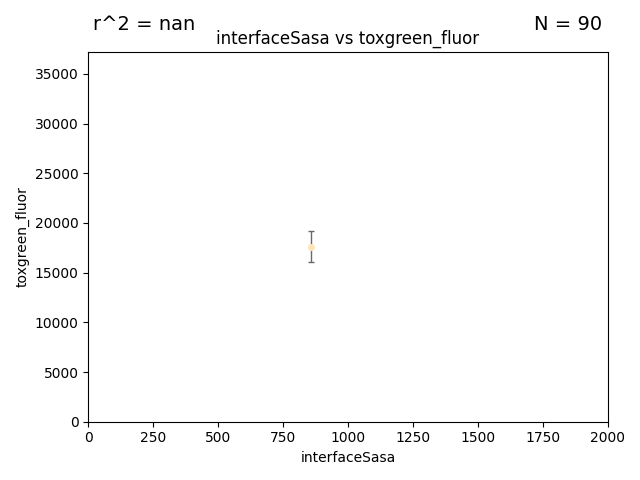 r^2 = nan
N = 90
interfaceSasa vs toxgreen_fluor
35000
30000
25000
20000
15000
10000
5000
0
toxgreen_fluor
0 250 500 750 1000 1250 1500 1750 2000
interfaceSasa